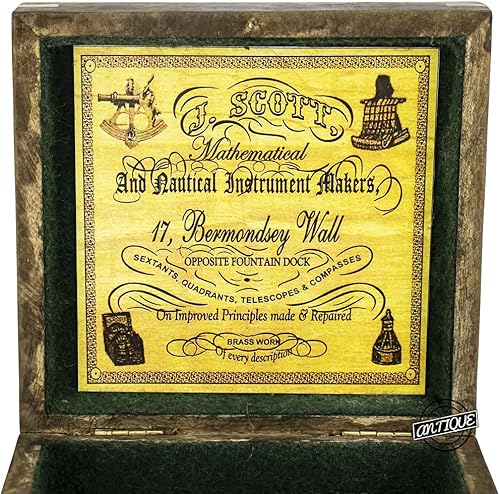 J. SCOTT,
Mathematical
And Nautical Instrument Makers,
17, Bermondsey Wall
OPPOSITE FOUNTAIN DOCK
SEXTANTS, QUADRANTS, TELESCOPES & COMPASSES
On Improved Principles made & Repaired
BRASS WORK
Of every description
ANTIQUE